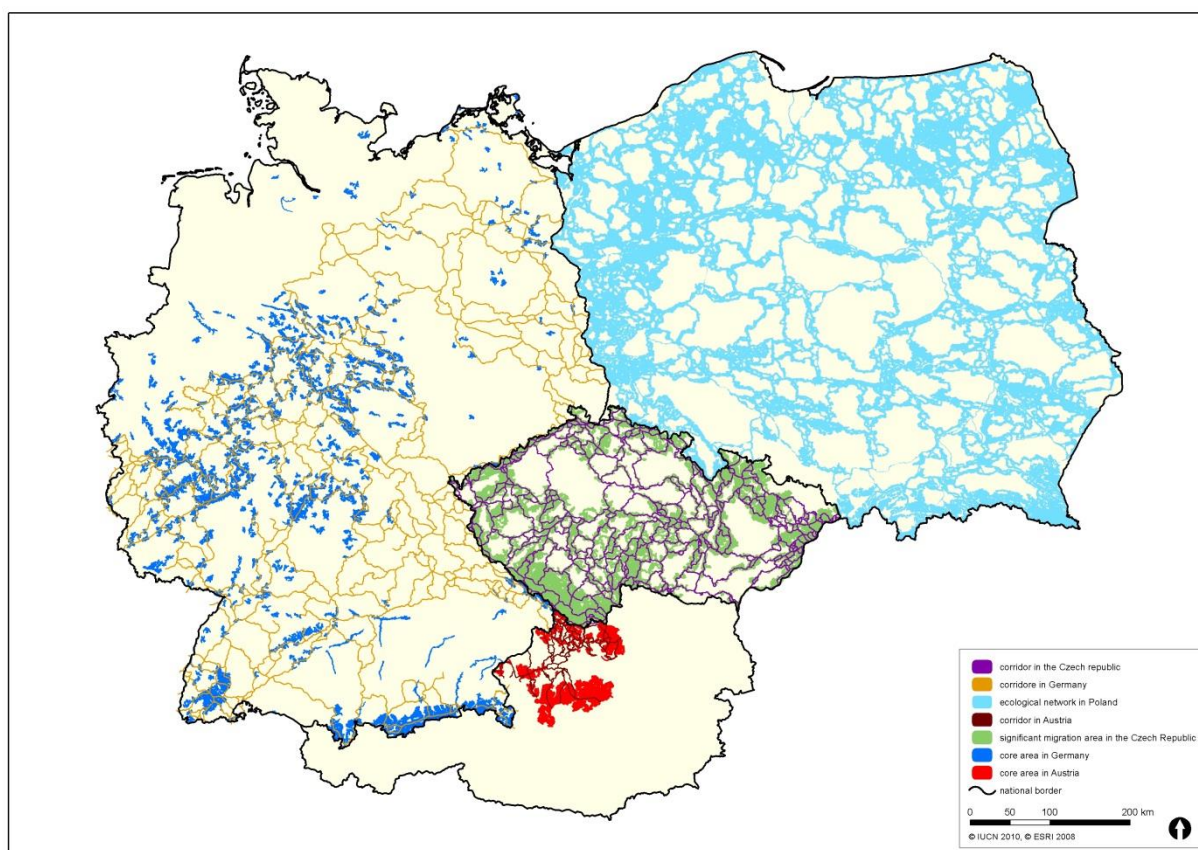 corridor in the Czech republic
corridore in Germany
ecological network in Poland
corridor in Austria
significant migration area in the Czech Republic
core area in Germany
core area in Austria
national border
0 50 100 200 km
© IUCN 2010, © ESRI 2008